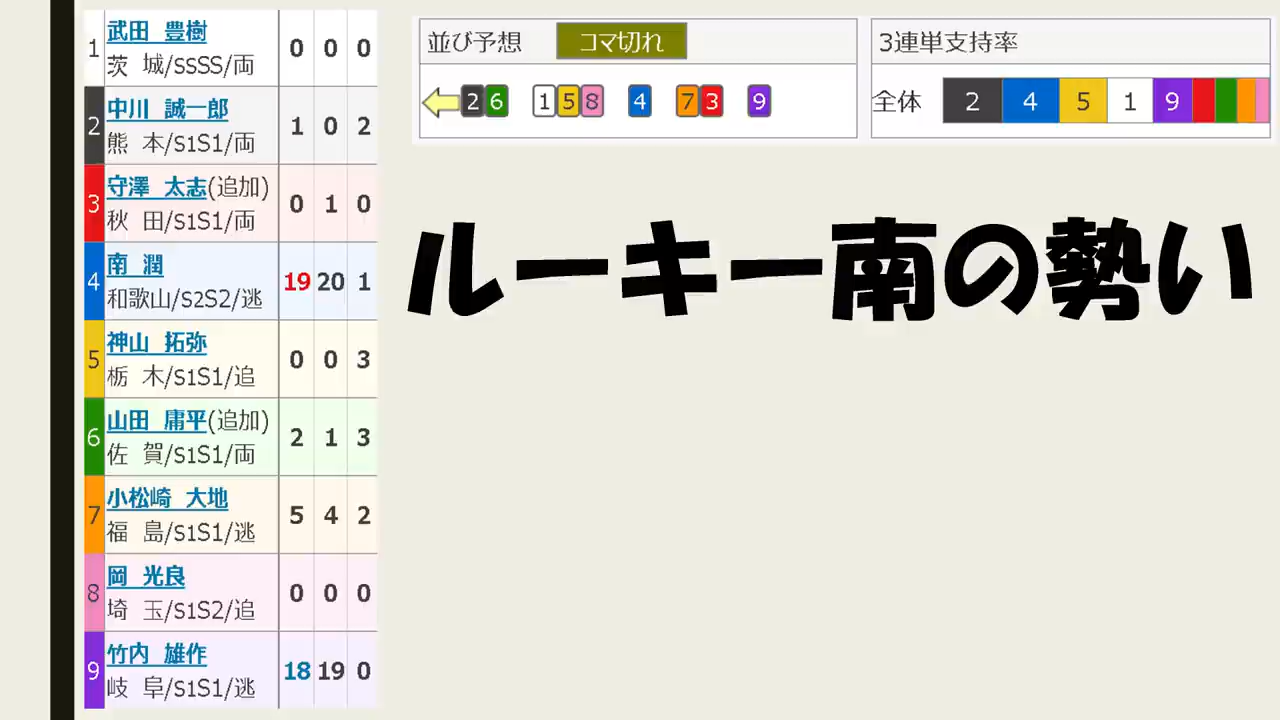 1 武田 豊樹 0 0 0
茨 城/SSSS/両
2 中川 誠一郎 1 0 2
熊 本/S1S1/両
3 守澤 太志(追加) 0 1 0
秋 田/S1S1/両
4 南 潤 19 20 1
和歌山/S2S2/逃
5 神山 拓弥 0 0 3
栃 木/S1S1/追
6 山田 庸平(追加) 2 1 3
佐 賀/S1S1/両
7 小松崎 大地 5 4 2
福 島/S1S1/逃
8 岡 光良 0 0 0
埼 玉/S1S2/追
9 竹内 雄作 18 19 0
岐 阜/S1S1/逃
並び予想 コマ切れ
2 6 1 5 8 4 7 3 9
3連単支持率
全体 2 4 5 1 9
ルーキー南の勢い